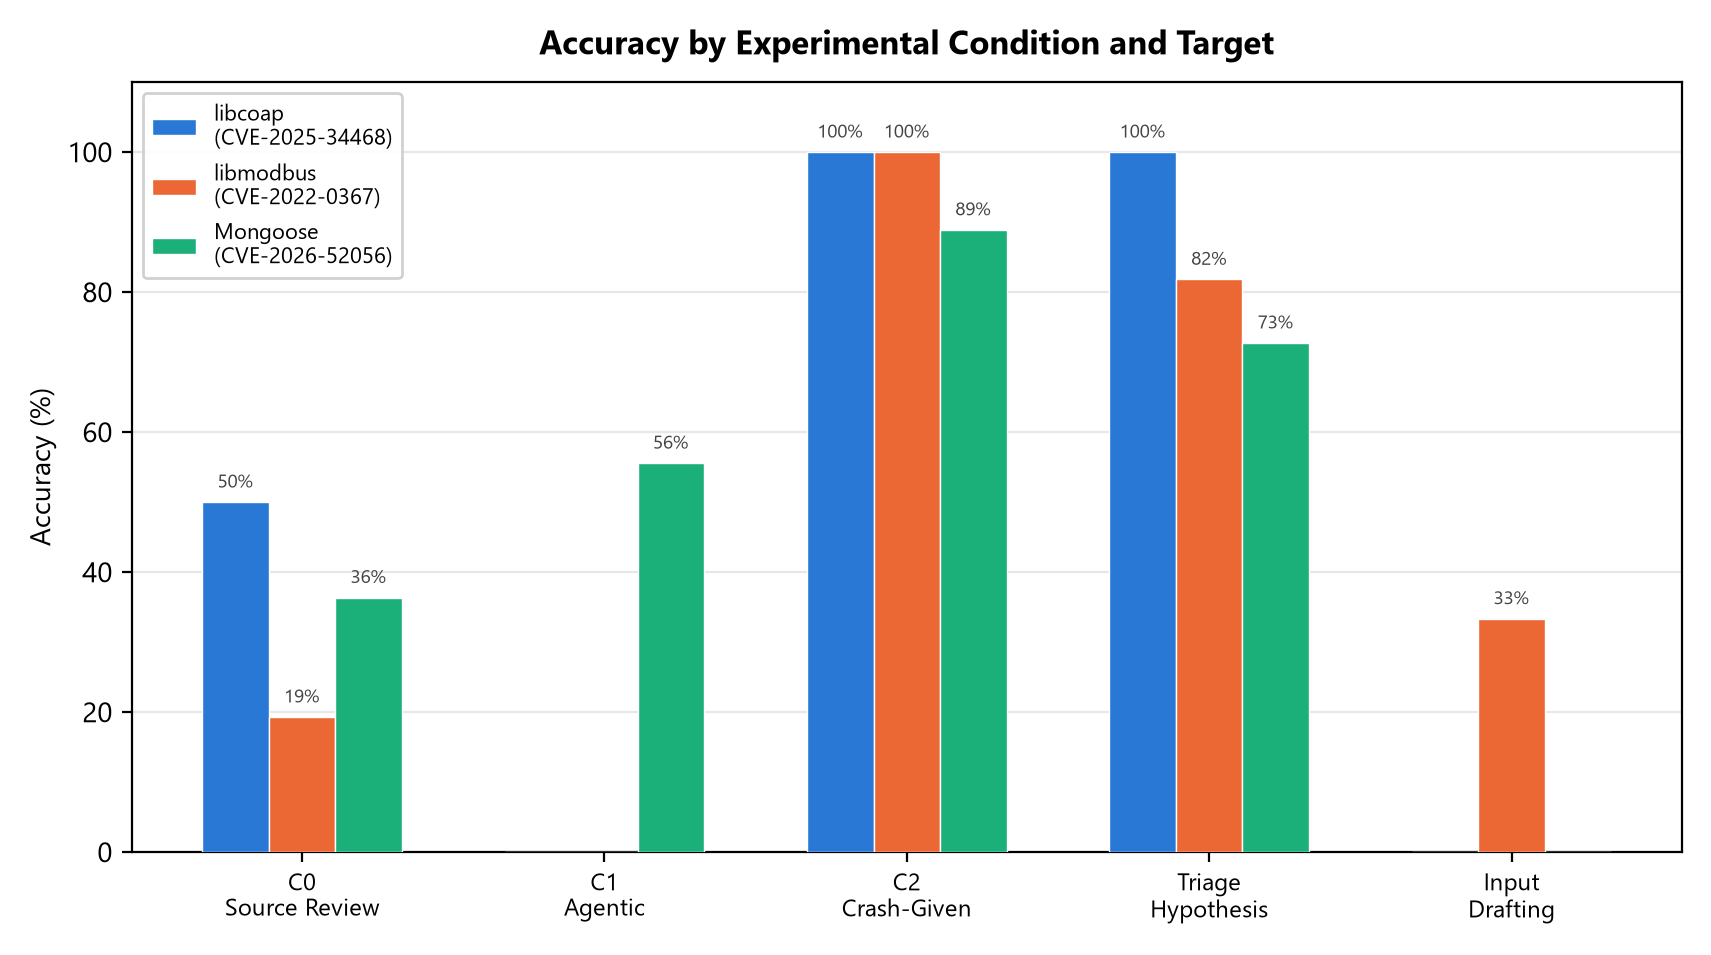 Accuracy by Experimental Condition and Target
libcoap
(CVE-2025-34468)
libmodbus
(CVE-2022-0367)
Mongoose
(CVE-2026-52056)
Accuracy (%)
100
80
60
40
20
0
50%
19%
36%
56%
100%
100%
89%
100%
82%
73%
33%
C0
Source Review
C1
Agentic
C2
Crash-Given
Triage
Hypothesis
Input
Drafting